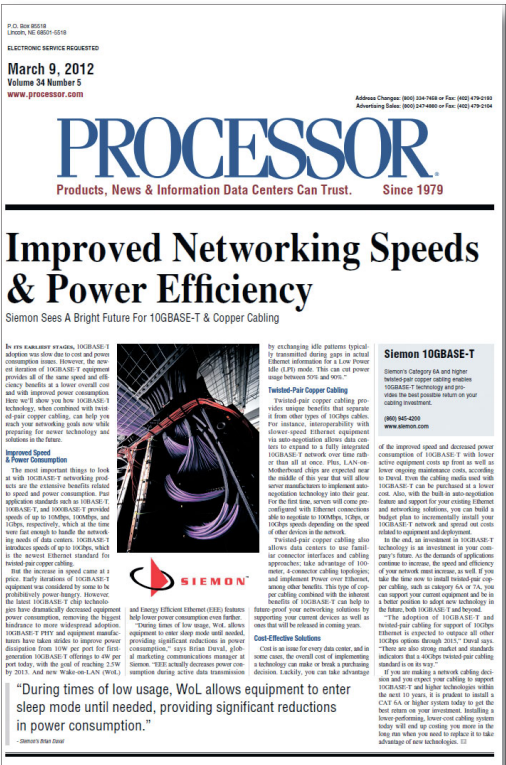 P.O. Box 85518
Lincoln, NE 68501-5518
ELECTRONIC SERVICE REQUESTED
March 9, 2012
Volume 34 Number 5
www.processor.com
Address Changes: (800) 334-7458 or Fax: (402) 479-2193
Advertising Sales: (800) 247-4880 or Fax: (402) 479-2104
PROCESSOR
Products, News & Information Data Centers Can Trust. Since 1979
Improved Networking Speeds
& Power Efficiency
Siemon Sees A Bright Future For 10GBASE-T & Copper Cabling
IN ITS EARLIEST STAGES, 10GBASE-T
adoption was slow due to cost and power
consumption issues. However, the new-
est iteration of 10GBASE-T equipment
provides all of the same speed and effi-
ciency benefits at a lower overall cost
and with improved power consumption.
Here we'll show you how 10GBASE-T
technology, when combined with twist-
ed-pair copper cabling, can help you
reach your networking goals now while
preparing for newer technology and
solutions in the future.
Improved Speed
& Power Consumption
The most important things to look
at with 10GBASE-T networking prod-
ucts are the extensive benefits related
to speed and power consumption. Past
application standards such as 10BASE-T,
100BASE-T, and 1000BASE-T provided
speeds of up to 10Mbps, 100Mbps, and
1Gbps, respectively, which at the time
were fast enough to handle the network-
ing needs of data centers. 10GBASE-T
introduces speeds of up to 10Gbps, which
is the newest Ethernet standard for
twisted-pair copper cabling.
But the increase in speed came at a
price. Early iterations of 10GBASE-T
equipment was considered by some to be
prohibitively power-hungry. However,
the latest 10GBASE-T chip technolo-
gies have dramatically decreased equipment
power consumption, removing the biggest
hindrance to more widespread adoption.
10GBASE-T PHY and equipment manufac-
turers have taken strides to improve power
dissipation from 10W per port for first-
generation 10GBASE-T offerings to 4W per
port today, with the goal of reaching 2.5W
by 2013. And new Wake-on-LAN (WoL)
SIEMON
and Energy Efficient Ethernet (EEE) features
help lower power consumption even further.
"During times of low usage, WoL allows
equipment to enter sleep mode until needed,
providing significant reductions in power
consumption," says Brian Duval, glob-
al marketing communications manager at
Siemon. "EEE actually decreases power con-
sumption during active data transmission
by exchanging idle patterns typical-
ly transmitted during gaps in actual
Ethernet information for a Low Power
Idle (LPI) mode. This can cut power
usage between 50% and 90%."
Twisted-Pair Copper Cabling
Twisted-pair copper cabling pro-
vides unique benefits that separate
it from other types of 10Gbps cables.
For instance, interoperability with
slower-speed Ethernet equipment
via auto-negotiation allows data cen-
ters to expand to a fully integrated
10GBASE-T network over time rath-
er than all at once. Plus, LAN-on-
Motherboard chips are expected near
the middle of this year that will allow
server manufacturers to implement auto-
negotiation technology into their gear.
For the first time, servers will come pre-
configured with Ethernet connections
able to negotiate to 100Mbps, 1Gbps, or
10Gbps speeds depending on the speed
of other devices in the network.
Twisted-pair copper cabling also
allows data centers to use famil-
iar connector interfaces and cabling
approaches; take advantage of 100-
meter, 4-connector cabling topologies;
and implement Power over Ethernet,
among other benefits. This type of cop-
per cabling combined with the inherent
benefits of 10GBASE-T can help to
future-proof your networking solutions by
supporting your current devices as well as
ones that will be released in coming years.
Cost-Effective Solutions
Cost is an issue for every data center, and in
some cases, the overall cost of implementing
a technology can make or break a purchasing
decision. Luckily, you can take advantage
Siemon 10GBASE-T
Siemon's Category 6A and higher
twisted-pair copper cabling enables
10GBASE-T technology and pro-
vides the best possible return on your
cabling investment.
(860) 945-4200
www.siemon.com
of the improved speed and decreased power
consumption of 10GBASE-T with lower
active equipment costs up front as well as
lower ongoing maintenance costs, according
to Duval. Even the cabling media used with
10GBASE-T can be purchased at a lower
cost. Also, with the built-in auto-negotiation
feature and support for your existing Ethernet
and networking solutions, you can build a
budget plan to incrementally install your
10GBASE-T network and spread out costs
related to equipment and deployment.
In the end, an investment in 10GBASE-T
technology is an investment in your com-
pany's future. As the demands of applications
continue to increase, the speed and efficiency
of your network must increase, as well. If you
take the time now to install twisted-pair cop-
per cabling, such as category 6A or 7A, you
can support your current equipment and be in
a better position to adopt new technology in
the future, both 10GBASE-T and beyond.
"The adoption of 10GBASE-T and
twisted-pair cabling for support of 10Gbps
Ethernet is expected to outpace all other
10Gbps options through 2015," Duval says.
"There are also strong market and standards
indicators that a 40Gbps twisted-pair cabling
standard is on its way."
If you are making a network cabling deci-
sion and you expect your cabling to support
10GBASE-T and higher technologies within
the next 10 years, it is prudent to install a
CAT 6A or higher system today to get the
best return on your investment. Installing a
lower-performing, lower-cost cabling system
today will end up costing you more in the
long run when you need to replace it to take
advantage of new technologies.
"During times of low usage, WoL allows equipment to enter
sleep mode until needed, providing significant reductions
in power consumption."
- Siemon's Brian Duval